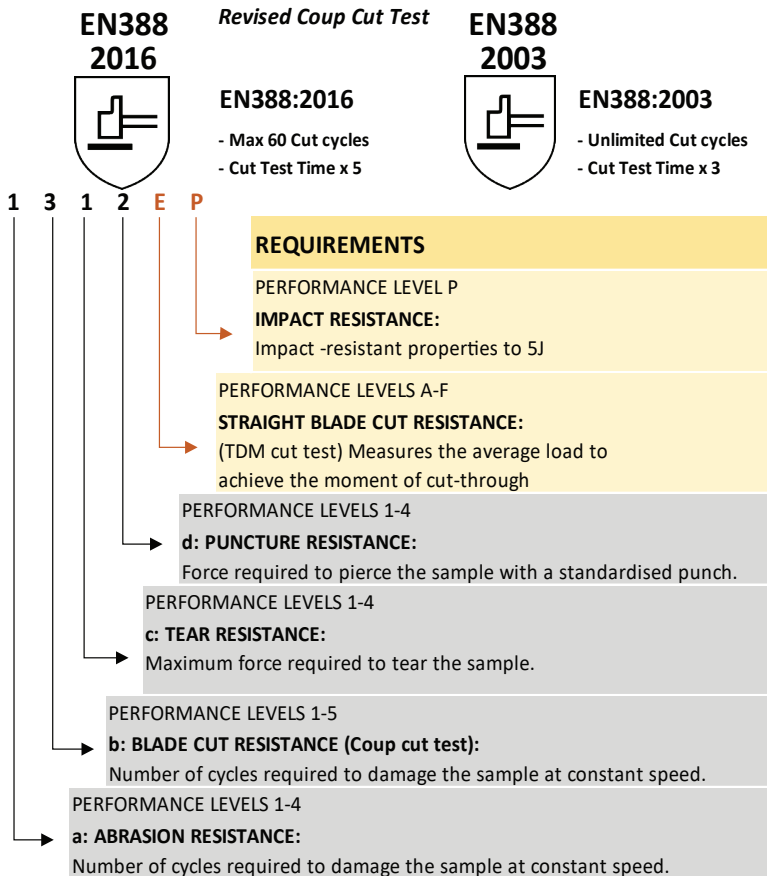 EN388
2016
Revised Coup Cut Test
EN388
2003
EN388:2016
- Max 60 Cut cycles
- Cut Test Time x 5
EN388:2003
- Unlimited Cut cycles
- Cut Test Time x 3
1 3 1 2 E P
REQUIREMENTS
PERFORMANCE LEVEL P
IMPACT RESISTANCE:
Impact -resistant properties to 5J
PERFORMANCE LEVELS A-F
STRAIGHT BLADE CUT RESISTANCE:
(TDM cut test) Measures the average load to
achieve the moment of cut-through
PERFORMANCE LEVELS 1-4
d: PUNCTURE RESISTANCE:
Force required to pierce the sample with a standardised punch.
PERFORMANCE LEVELS 1-4
c: TEAR RESISTANCE:
Maximum force required to tear the sample.
PERFORMANCE LEVELS 1-5
b: BLADE CUT RESISTANCE (Coup cut test):
Number of cycles required to damage the sample at constant speed.
PERFORMANCE LEVELS 1-4
a: ABRASION RESISTANCE:
Number of cycles required to damage the sample at constant speed.